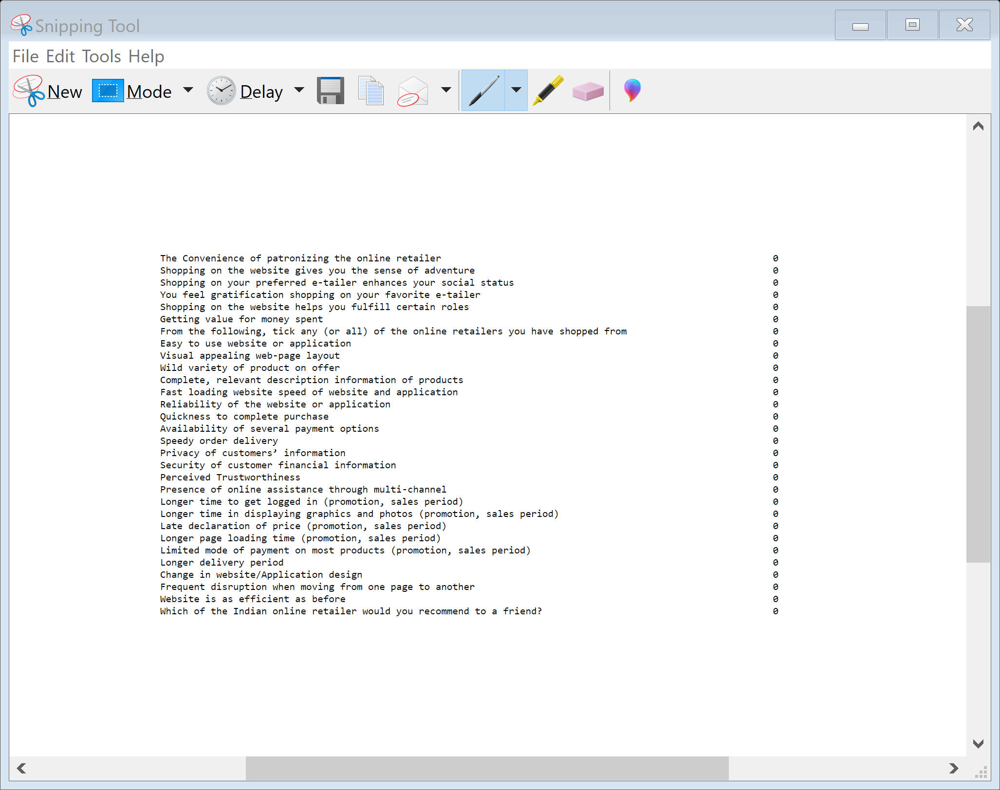 Snipping Tool
File Edit Tools Help
New Mode Delay
The Convenience of patronizing the online retailer 0
Shopping on the website gives you the sense of adventure 0
Shopping on your preferred e-tailer enhances your social status 0
You feel gratification shopping on your favorite e-tailer 0
Shopping on the website helps you fulfill certain roles 0
Getting value for money spent 0
From the following, tick any (or all) of the online retailers you have shopped from 0
Easy to use website or application 0
Visual appealing web-page layout 0
Wild variety of product on offer 0
Complete, relevant description information of products 0
Fast loading website speed of website and application 0
Reliability of the website or application 0
Quickness to complete purchase 0
Availability of several payment options 0
Speedy order delivery 0
Privacy of customers’ information 0
Security of customer financial information 0
Perceived Trustworthiness 0
Presence of online assistance through multi-channel 0
Longer time to get logged in (promotion, sales period) 0
Longer time in displaying graphics and photos (promotion, sales period) 0
Late declaration of price (promotion, sales period) 0
Longer page loading time (promotion, sales period) 0
Limited mode of payment on most products (promotion, sales period) 0
Longer delivery period 0
Change in website/Application design 0
Frequent disruption when moving from one page to another 0
Website is as efficient as before 0
Which of the Indian online retailer would you recommend to a friend? 0